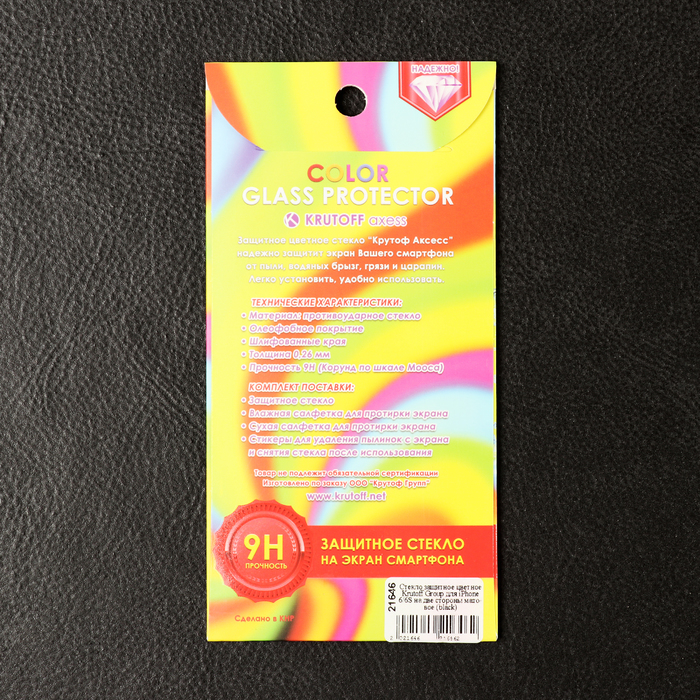 НАДЕЖНО!
COLOR
GLASS PROTECTOR
KRUTOFF axess
Защитное цветное стекло "Крутоф Аксесс"
надежно защитит экран Вашего смартфона
от пыли, водяных брызг, грязи и царапин.
Легко установить, удобно использовать.
ТЕХНИЧЕСКИЕ ХАРАКТЕРИСТИКИ:
• Материал: противоударное стекло
• Олеофобное покрытие
• Шлифованные края
• Толщина 0,26 мм
• Прочность 9H (Корунд по шкале Мооса)
КОМПЛЕКТ ПОСТАВКИ:
• Защитное стекло
• Влажная салфетка для протирки экрана
• Сухая салфетка для протирки экрана
• Стикеры для удаления пылинок с экрана
и снятия стекла после использования
Товар не подлежит обязательной сертификации
Изготовлено по заказу ООО "Крутоф Групп"
www.krutoff.net
9H
ПРОЧНОСТЬ
ЗАЩИТНОЕ СТЕКЛО
НА ЭКРАН СМАРТФОНА
Сделано в КНР
21646
Стекло защитное цветное
Krutoff Group для iPhone
6/6S на две стороны мато
вое (black)